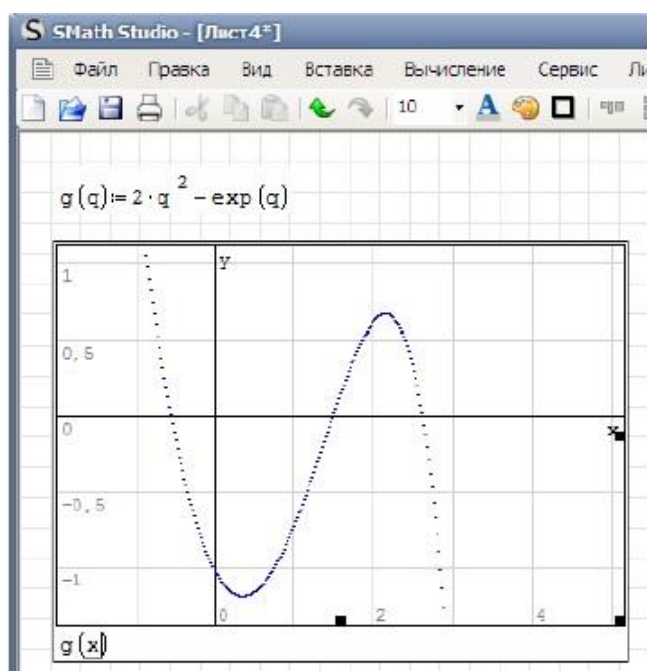 SMath Studio - [Лист4*]
Файл Правка Вид Вставка Вычисление Сервис Ли
10 A
g(q):=2·q² - exp(q)
y
1
0,5
0
x
-0,5
-1
0 2 4
g(x)